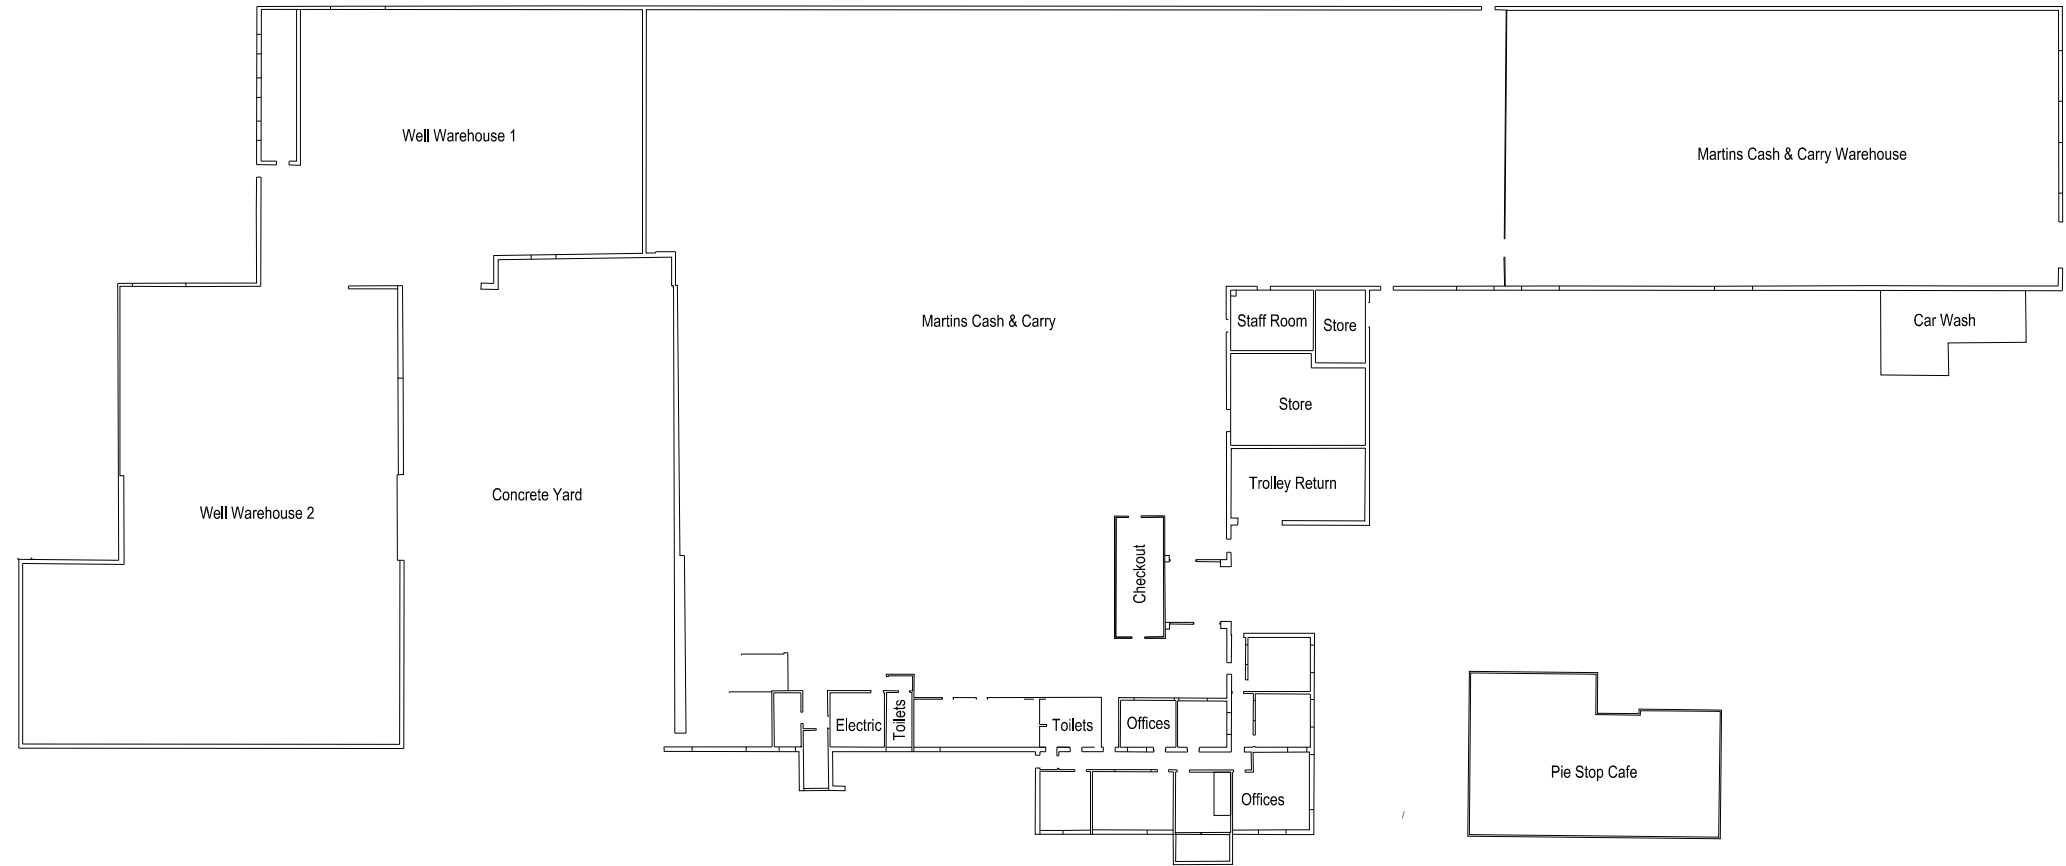 Well Warehouse 1
Martins Cash & Carry Warehouse
Martins Cash & Carry
Staff Room
Store
Car Wash
Store
Trolley Return
Concrete Yard
Well Warehouse 2
Checkout
Electric
Toilets
Toilets
Offices
Pie Stop Cafe
Offices